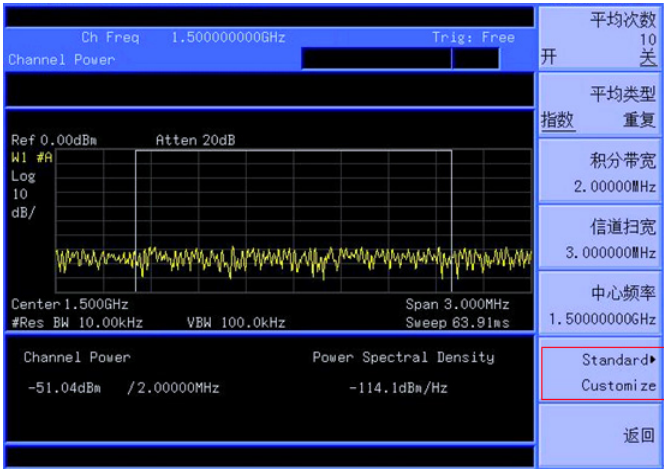 Ch Freq 1.500000000GHz Trig: Free
Channel Power
Ref 0.00dBm Atten 20dB
W1 #A
Log
10
dB/
Center 1.500GHz Span 3.000MHz
#Res BW 10.00kHz VBW 100.0kHz Sweep 63.91ms
Channel Power Power Spectral Density
-51.04dBm /2.00000MHz -114.1dBm/Hz
平均次数
10
开 关
平均类型
指数 重复
积分带宽
2.00000MHz
信道扫宽
3.000000MHz
中心频率
1.50000000GHz
Standard▶
Customize
返回